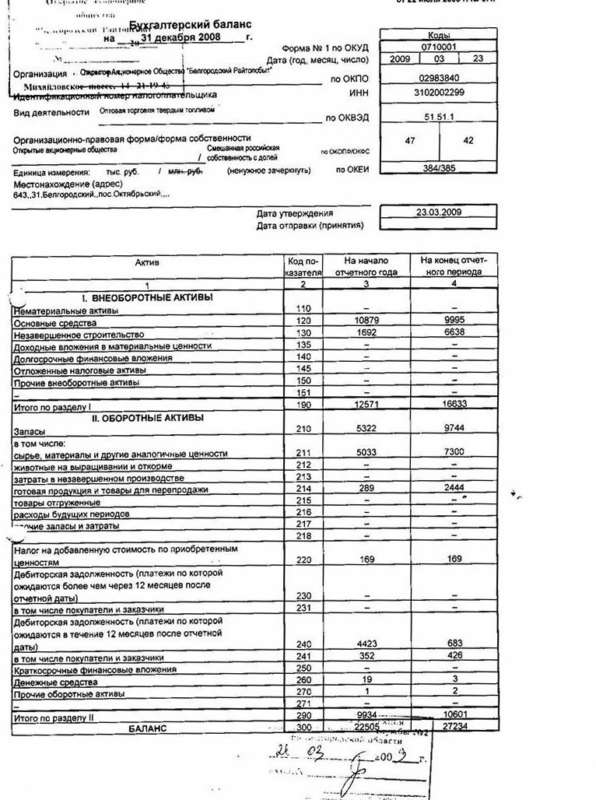 Бухгалтерский баланс
на 31 декабря 2008 г.
Коды
Форма № 1 по ОКУД 0710001
Дата (год, месяц, число) 2009 03 23
Организация Открытое Акционерное Общество "Белгородский Райтопсбыт" по ОКПО 02983840
Идентификационный номер налогоплательщика ИНН 3102002299
Вид деятельности Оптовая торговля твердым топливом по ОКВЭД 51.51.1
Организационно-правовая форма/форма собственности
Открытые акционерные общества / Смешанная российская собственность с долей по ОКОПФ/ОКФС 47 42
Единица измерения: тыс. руб. / млн. руб. (ненужное зачеркнуть) по ОКЕИ 384/385
Местонахождение (адрес)
643,,31,Белгородский,,пос.Октябрьский,,,,
Дата утверждения 23.03.2009
Дата отправки (принятия)
Актив Код по-казателя На начало отчетного года На конец отчет-ного периода
1 2 3 4
I. ВНЕОБОРОТНЫЕ АКТИВЫ
Нематериальные активы 110 – –
Основные средства 120 10879 9995
Незавершенное строительство 130 1692 6638
Доходные вложения в материальные ценности 135 – –
Долгосрочные финансовые вложения 140 – –
Отложенные налоговые активы 145 – –
Прочие внеоборотные активы 150 – –
– 151 – –
Итого по разделу I 190 12571 16633
II. ОБОРОТНЫЕ АКТИВЫ
Запасы 210 5322 9744
в том числе:
сырье, материалы и другие аналогичные ценности 211 5033 7300
животные на выращивании и откорме 212 – –
затраты в незавершенном производстве 213 – –
готовая продукция и товары для перепродажи 214 289 2444
товары отгруженные 215 – –
расходы будущих периодов 216 – –
прочие запасы и затраты 217 – –
218 – –
Налог на добавленную стоимость по приобретенным
ценностям 220 169 169
Дебиторская задолженность (платежи по которой
ожидаются более чем через 12 месяцев после
отчетной даты) 230 – –
в том числе покупатели и заказчики 231 – –
Дебиторская задолженность (платежи по которой
ожидаются в течение 12 месяцев после отчетной
даты) 240 4423 683
в том числе покупатели и заказчики 241 352 426
Краткосрочные финансовые вложения 250 – –
Денежные средства 260 19 3
Прочие оборотные активы 270 1 2
– 271 – –
Итого по разделу II 290 9934 10601
БАЛАНС 300 22505 27234